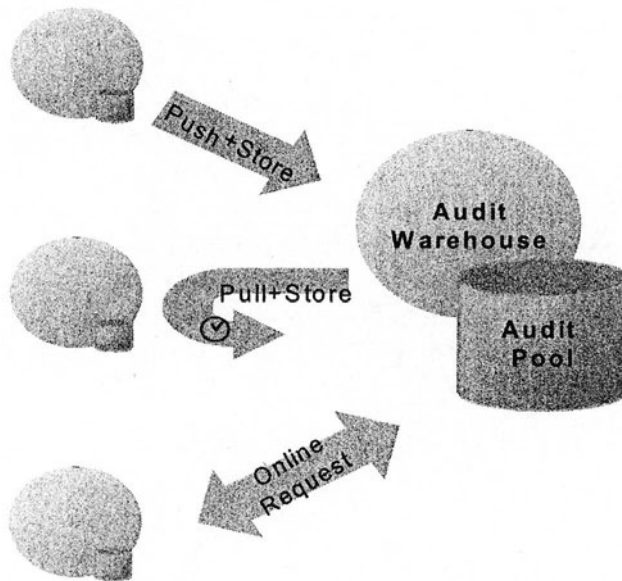 Push +Store
Audit
Warehouse
Pull+Store
Audit
Pool
Online
Request